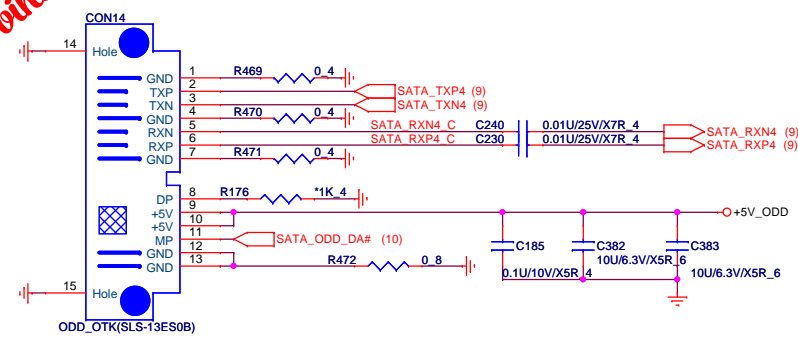 oin
CON14
14
Hole
GND 1 R469 0_4
TXP 2 SATA_TXP4 (9)
TXN 3 SATA_TXN4 (9)
GND 4 R470 0_4
RXN 5 SATA_RXN4_C C240 0.01U/25V/X7R_4 SATA_RXN4 (9)
RXP 6 SATA_RXP4_C C230 0.01U/25V/X7R_4 SATA_RXP4 (9)
GND 7 R471 0_4
DP 8 R176 *1K_4
+5V 9 +5V_ODD
+5V 10
MP 11 SATA_ODD_DA# (10)
GND 12
GND 13 R472 0_8
C185 C382 C383
0.1U/10V/X5R_4 10U/6.3V/X5R_6 10U/6.3V/X5R_6
15
Hole
ODD_OTK(SLS-13ES0B)